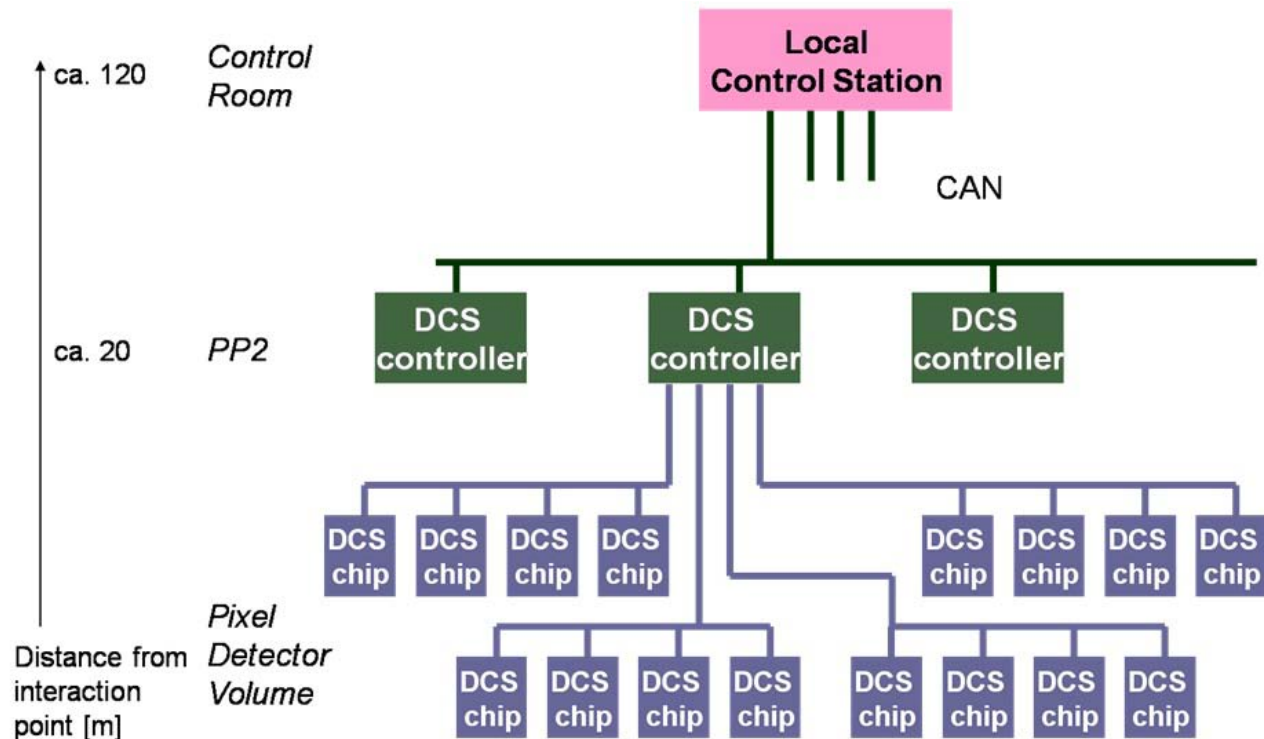 ca. 120
Control
Room
Local
Control Station
CAN
ca. 20
PP2
DCS
controller
DCS
controller
DCS
controller
DCS
chip
DCS
chip
DCS
chip
DCS
chip
DCS
chip
DCS
chip
DCS
chip
DCS
chip
Pixel
Detector
Volume
Distance from
interaction
point [m]
DCS
chip
DCS
chip
DCS
chip
DCS
chip
DCS
chip
DCS
chip
DCS
chip
DCS
chip